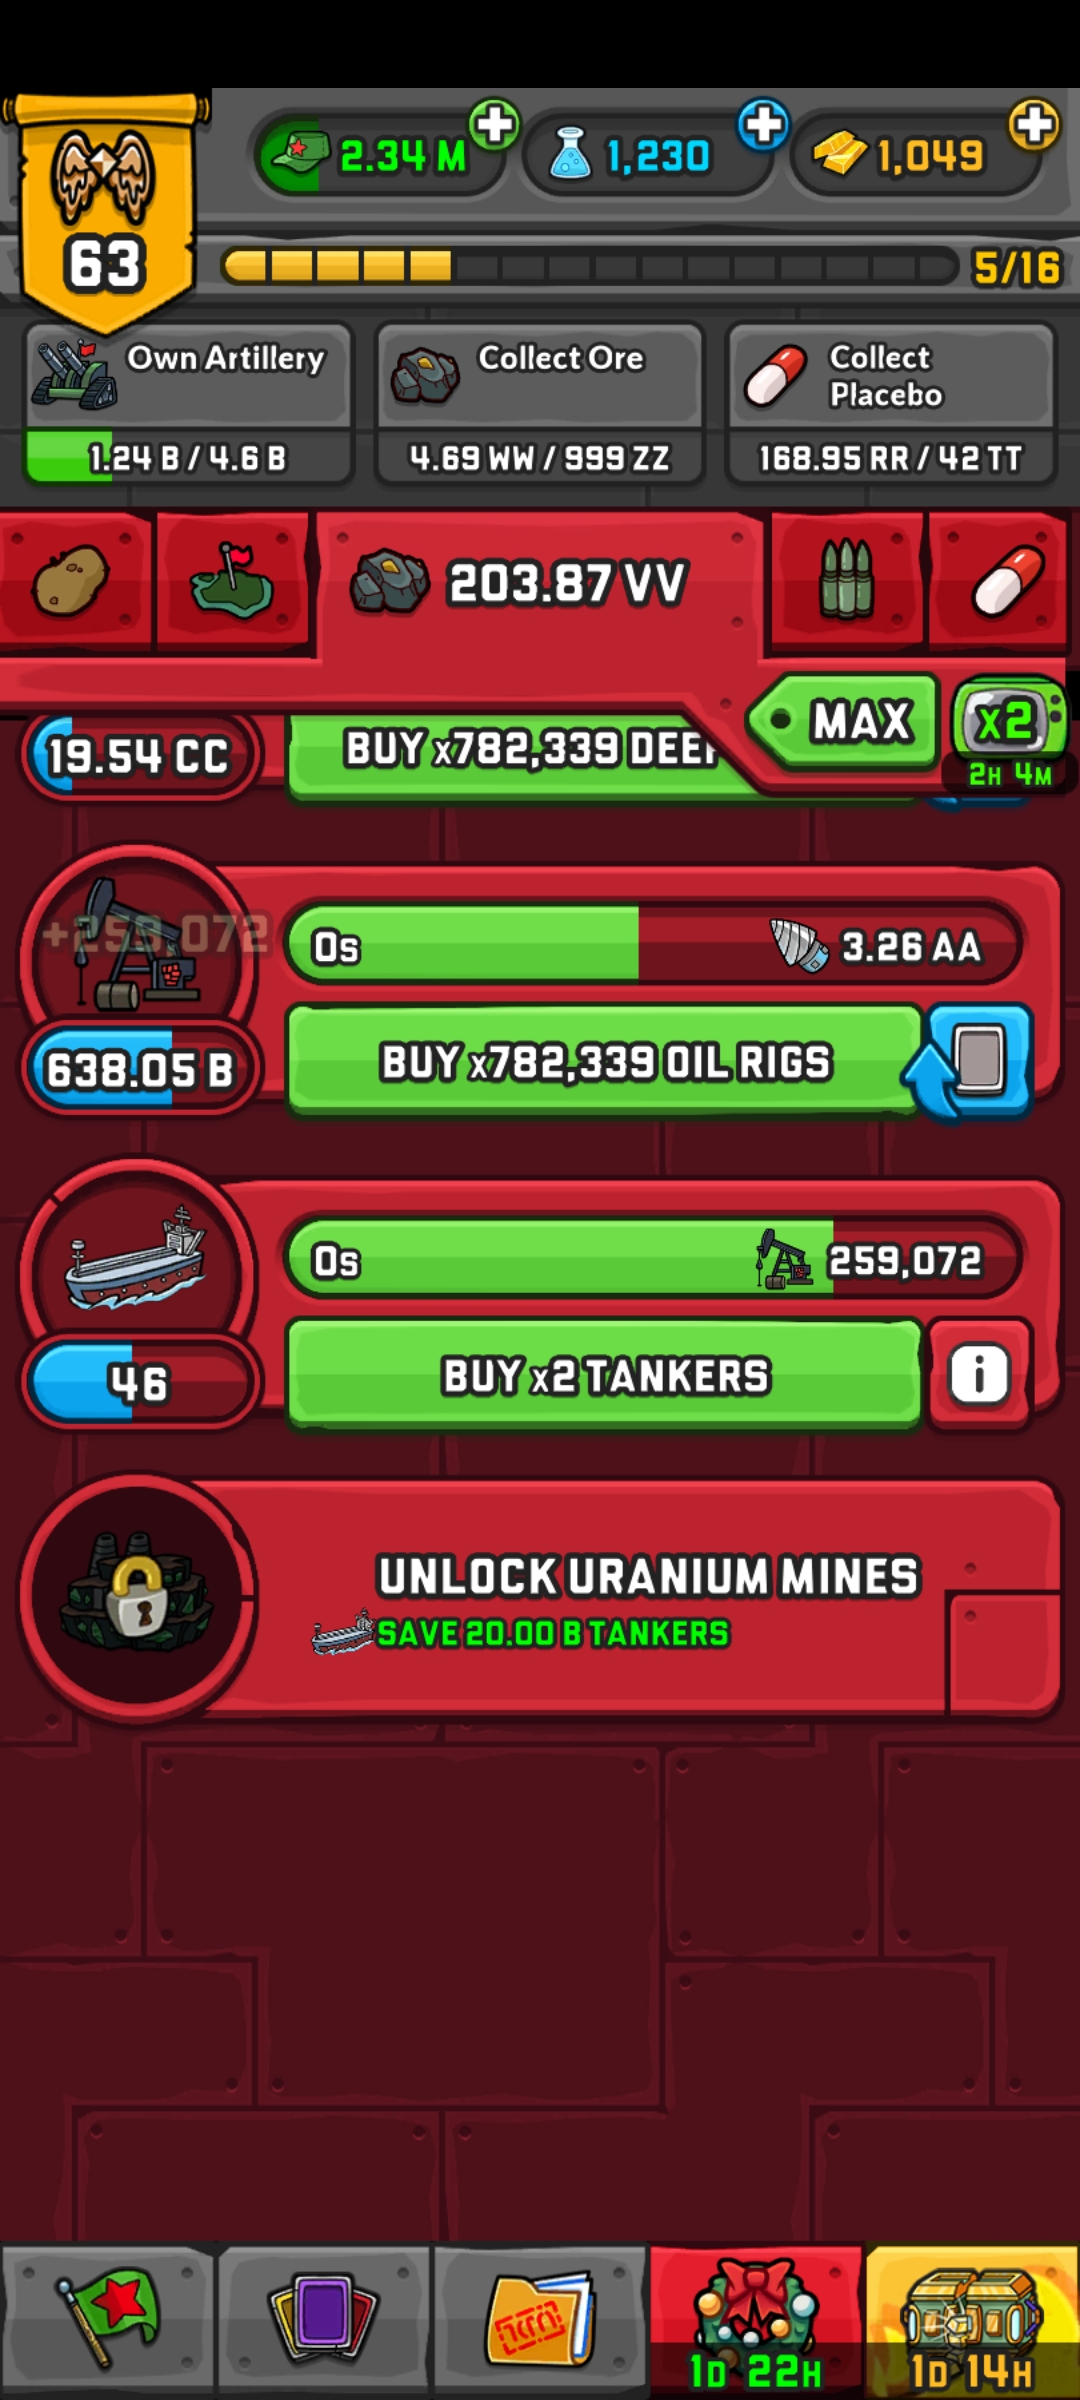 2.34 M
1,230
1,049
63
5/16
Own Artillery
1.24 B / 4.6 B
Collect Ore
4.69 WW / 999 ZZ
Collect
Placebo
168.95 RR / 42 TT
203.87 VV
MAX
x2
2H 4M
19.54 CC
BUY x782,339
+259,072
0s
3.26 AA
638.05 B
BUY x782,339 OIL RIGS
0s
259,072
46
BUY x2 TANKERS
i
UNLOCK URANIUM MINES
SAVE 20.00 B TANKERS
1D 22H
1D 14H